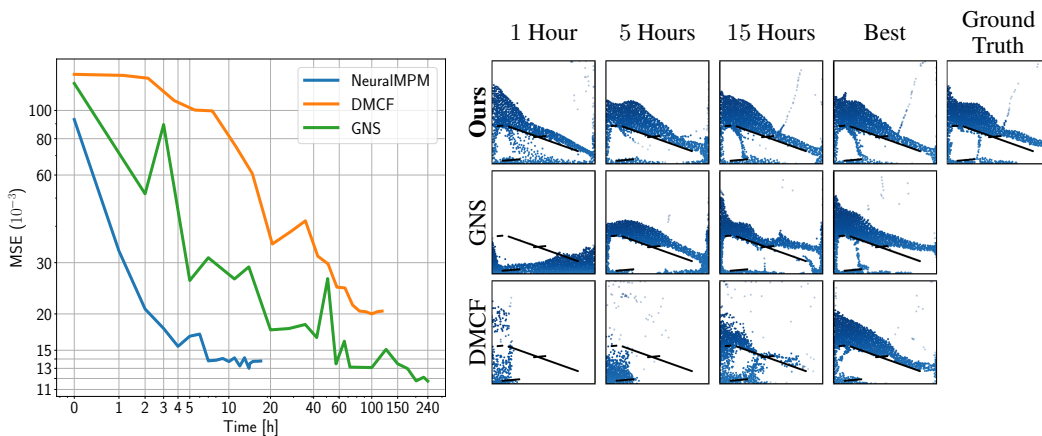 MSE (10⁻³)
100
80
60
30
20
15
13
11
0 1 2 3 4 5 10 20 40 60 100 150 240
Time [h]
NeuralMPM
DMCF
GNS
1 Hour 5 Hours 15 Hours Best Ground Truth
Ours
GNS
DMCF